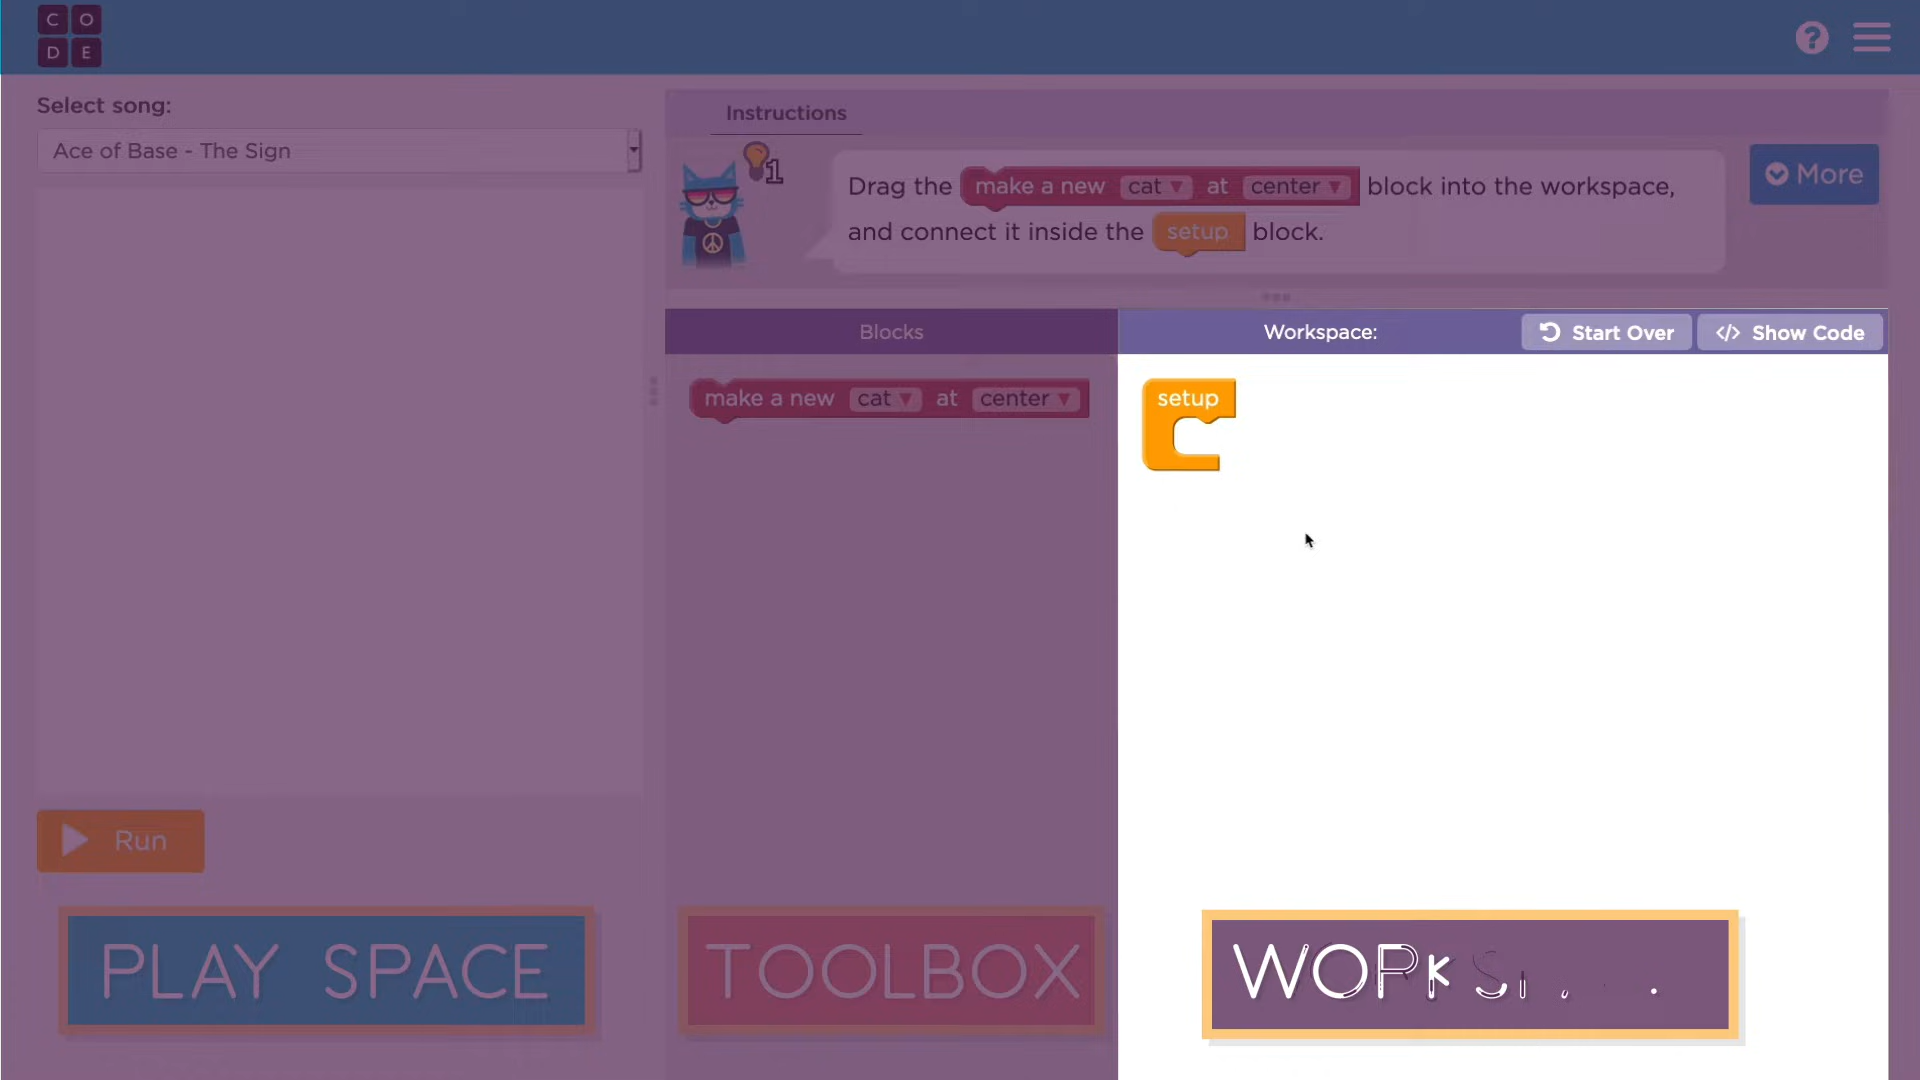 CODE
Select song:
Ace of Base - The Sign
Instructions
1
Drag the make a new cat ▼ at center ▼ block into the workspace,
and connect it inside the setup block.
More
Blocks
Workspace:
Start Over
</> Show Code
make a new cat ▼ at center ▼
setup
Run
PLAY SPACE
TOOLBOX